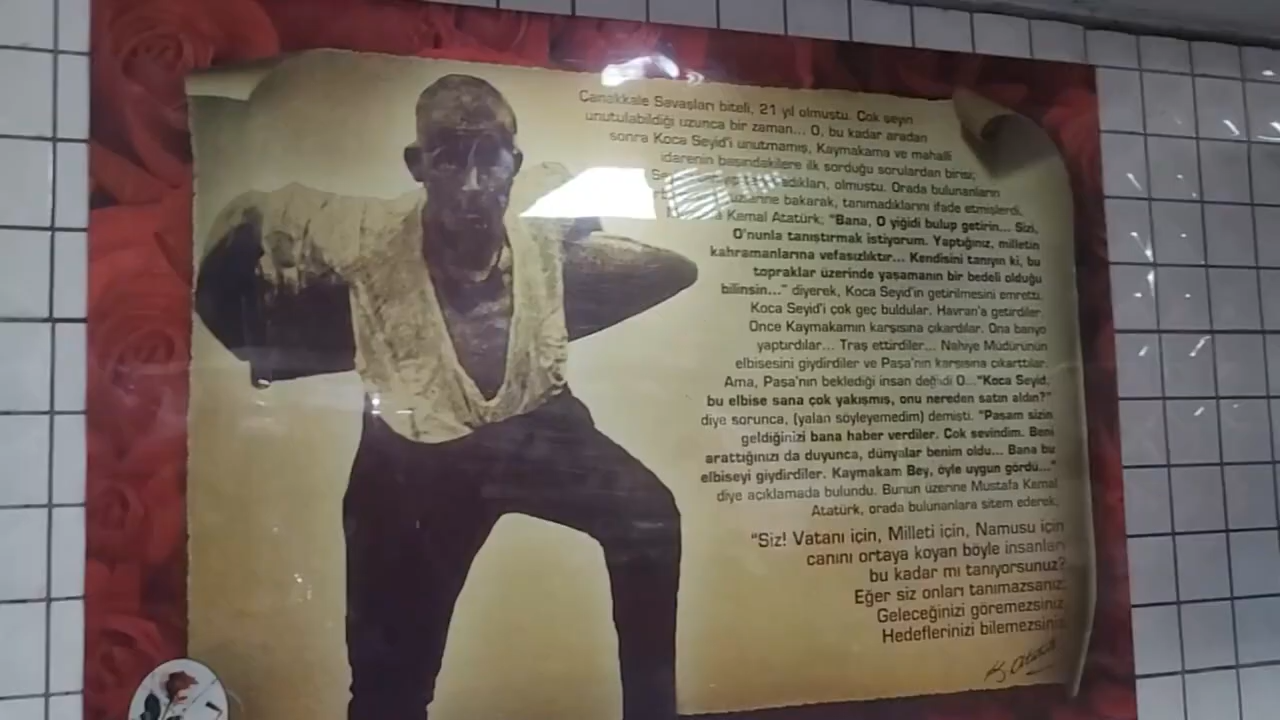 Çanakkale Savaşları biteli, 21 yıl olmuştu. Çok şeyin
unutulabildiği uzunca bir zaman... O, bu kadar aradan
sonra Koca Seyid'i unutmamış, Kaymakama ve mahalli
idarenin başındakilere ilk sorduğu sorulardan birisi;
olmuştu. Orada bulunanların
bakarak, tanımadıklarını ifade etmişlerdi.
Kemal Atatürk; "Bana, O yiğidi bulup getirin... Sizi,
O'nunla tanıştırmak istiyorum. Yaptığınız, milletin
kahramanlarına vefasızlıktır... Kendisini tanıyın ki, bu
topraklar üzerinde yaşamanın bir bedeli olduğu
bilinsin..." diyerek, Koca Seyid'in getirilmesini emretti.
Koca Seyid'i çok geç buldular. Havran'a getirdiler.
Önce Kaymakamın karşısına çıkardılar. Ona banyo
yaptırdılar... Traş ettirdiler... Nahiye Müdürünün
elbisesini giydirdiler ve Paşa'nın karşısına çıkarttılar.
Ama, Paşa'nın beklediği insan değildi O..."Koca Seyid,
bu elbise sana çok yakışmış, onu nereden satın aldın?"
diye sorunca, (yalan söyleyemedim) demişti. "Paşam sizin
geldiğinizi bana haber verdiler. Çok sevindim. Beni
arattığınızı da duyunca, dünyalar benim oldu... Bana bu
elbiseyi giydirdiler. Kaymakam Bey, öyle uygun gördü..."
diye açıklamada bulundu. Bunun üzerine Mustafa Kemal
Atatürk, orada bulunanlara sitem ederek,
"Siz! Vatanı için, Milleti için, Namusu için
canını ortaya koyan böyle insanları
bu kadar mı tanıyorsunuz?
Eğer siz onları tanımazsanız;
Geleceğinizi göremezsiniz,
Hedeflerinizi bilemezsiniz.
K. Atatürk